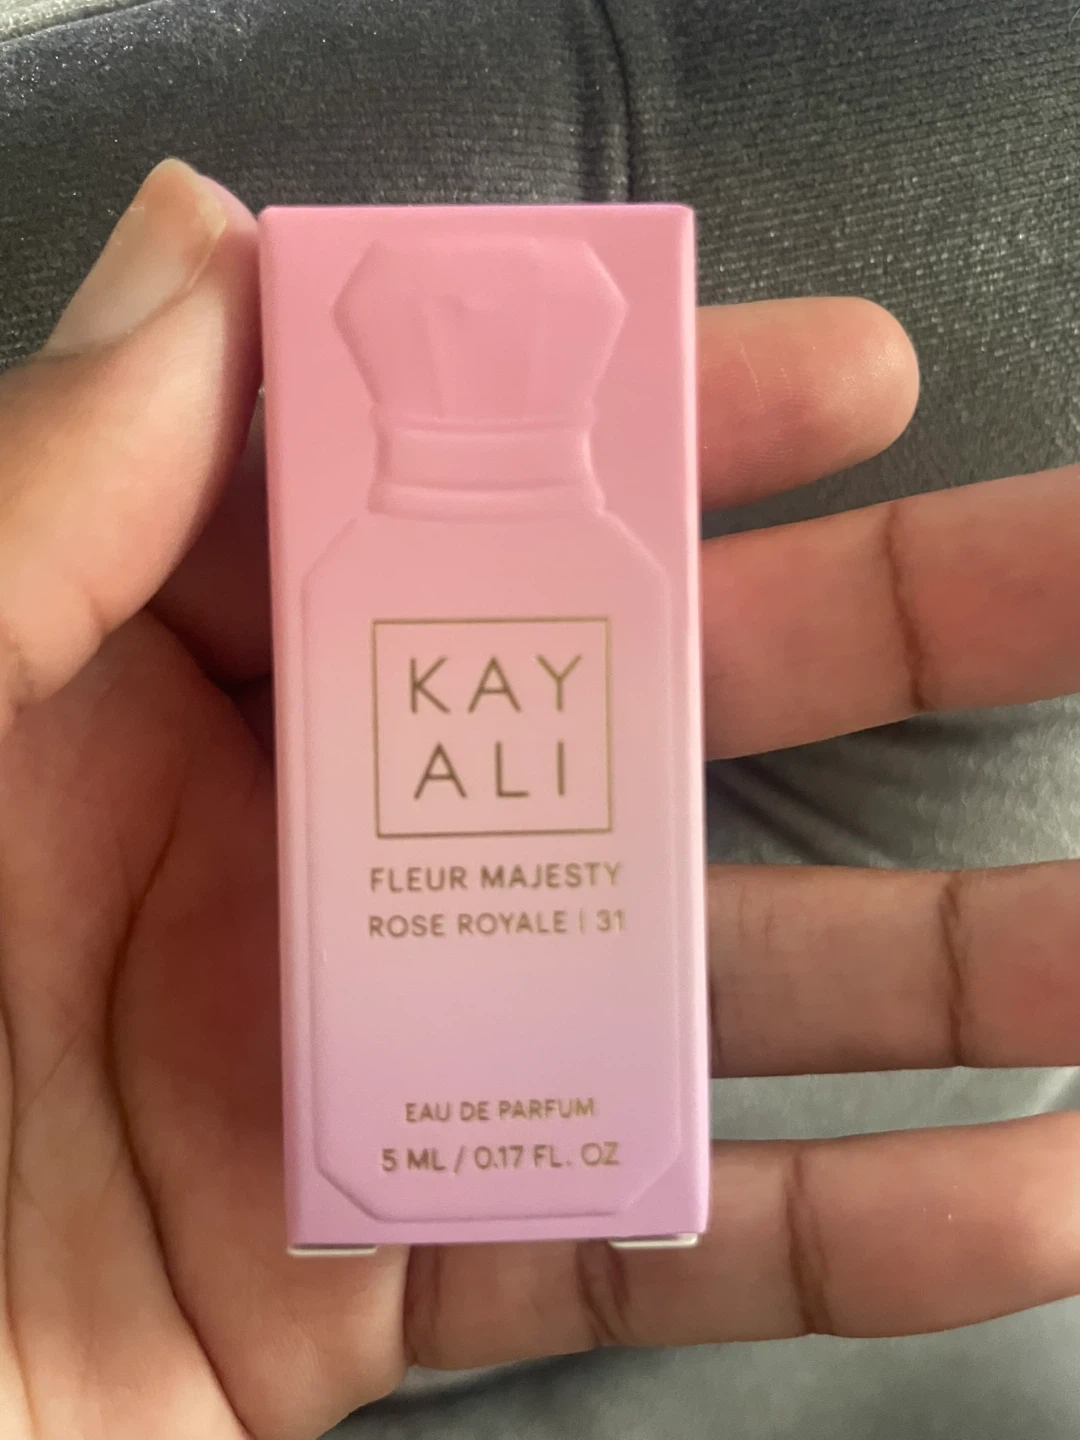 KAY
ALI
FLEUR MAJESTY
ROSE ROYALE | 31
EAU DE PARFUM
5 ML / 0.17 FL. OZ